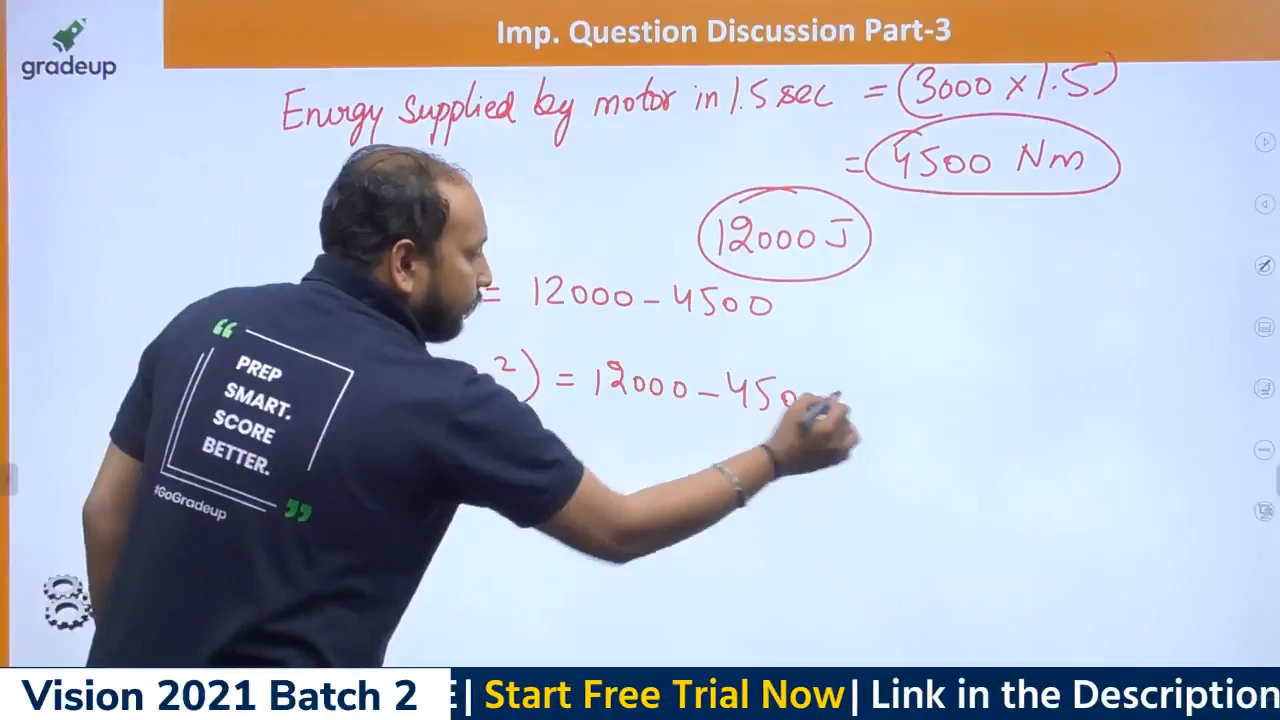 gradeup
Imp. Question Discussion Part-3
Energy supplied by motor in 1.5 sec = (3000 × 1.5)
= 4500 Nm
12000 J
= 12000 - 4500
²) = 12000 - 450
“
PREP
SMART.
SCORE
BETTER.
”
#GoGradeup
Vision 2021 Batch 2
E| Start Free Trial Now| Link in the Description